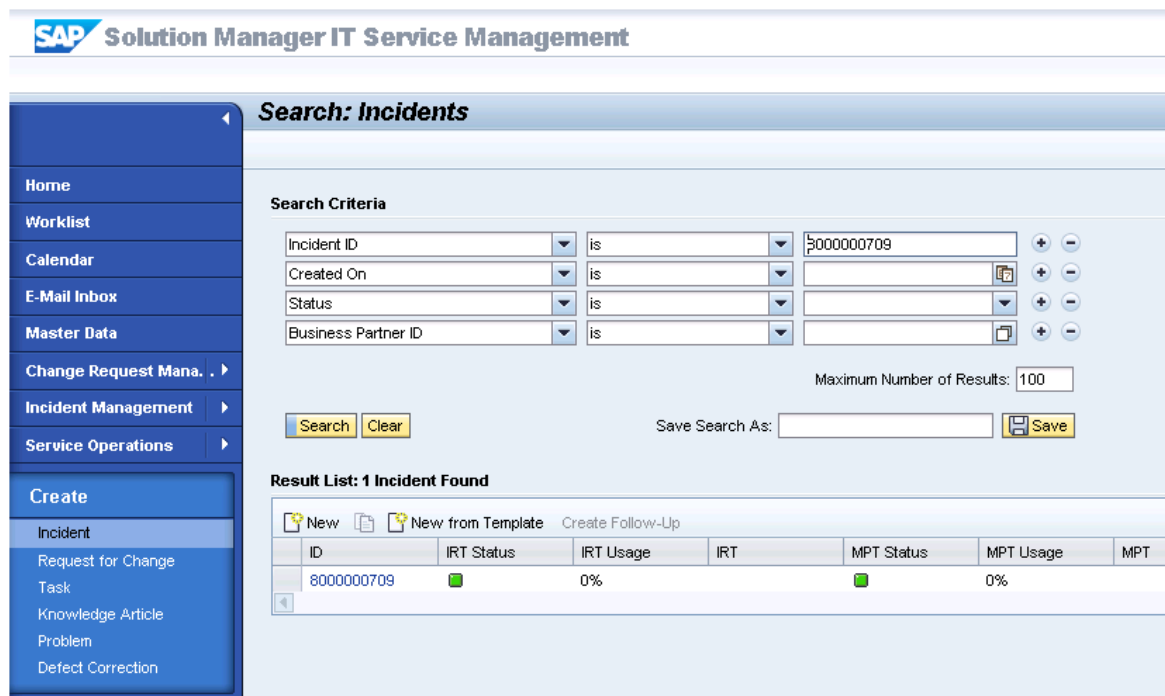 SAP Solution Manager IT Service Management
Search: Incidents
Home
Worklist
Calendar
E-Mail Inbox
Master Data
Change Request Mana. .
Incident Management
Service Operations
Create
Incident
Request for Change
Task
Knowledge Article
Problem
Defect Correction
Search Criteria
Incident ID is 8000000709
Created On is
Status is
Business Partner ID is
Maximum Number of Results: 100
Search Clear Save Search As: Save
Result List: 1 Incident Found
New New from Template Create Follow-Up
ID IRT Status IRT Usage IRT MPT Status MPT Usage MPT
8000000709 0% 0%